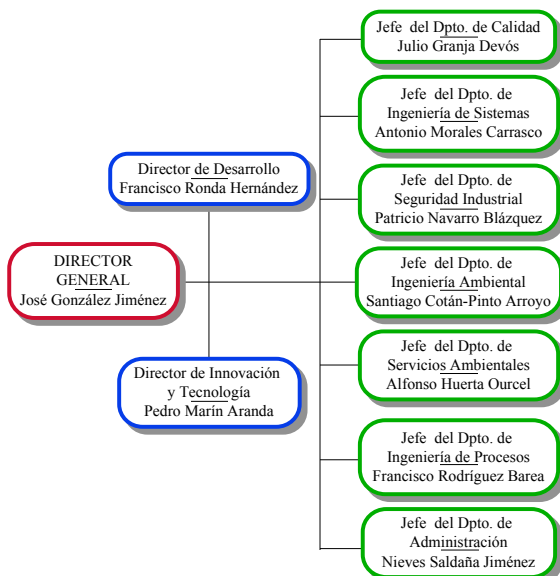 Jefe del Dpto. de Calidad
Julio Granja Devós
Jefe del Dpto. de
Ingeniería de Sistemas
Antonio Morales Carrasco
Director de Desarrollo
Francisco Ronda Hernández
Jefe del Dpto. de
Seguridad Industrial
Patricio Navarro Blázquez
DIRECTOR
GENERAL
José González Jiménez
Jefe del Dpto. de
Ingeniería Ambiental
Santiago Cotán-Pinto Arroyo
Director de Innovación
y Tecnología
Pedro Marín Aranda
Jefe del Dpto. de
Servicios Ambientales
Alfonso Huerta Ourcel
Jefe del Dpto. de
Ingeniería de Procesos
Francisco Rodríguez Barea
Jefe del Dpto. de
Administración
Nieves Saldaña Jiménez